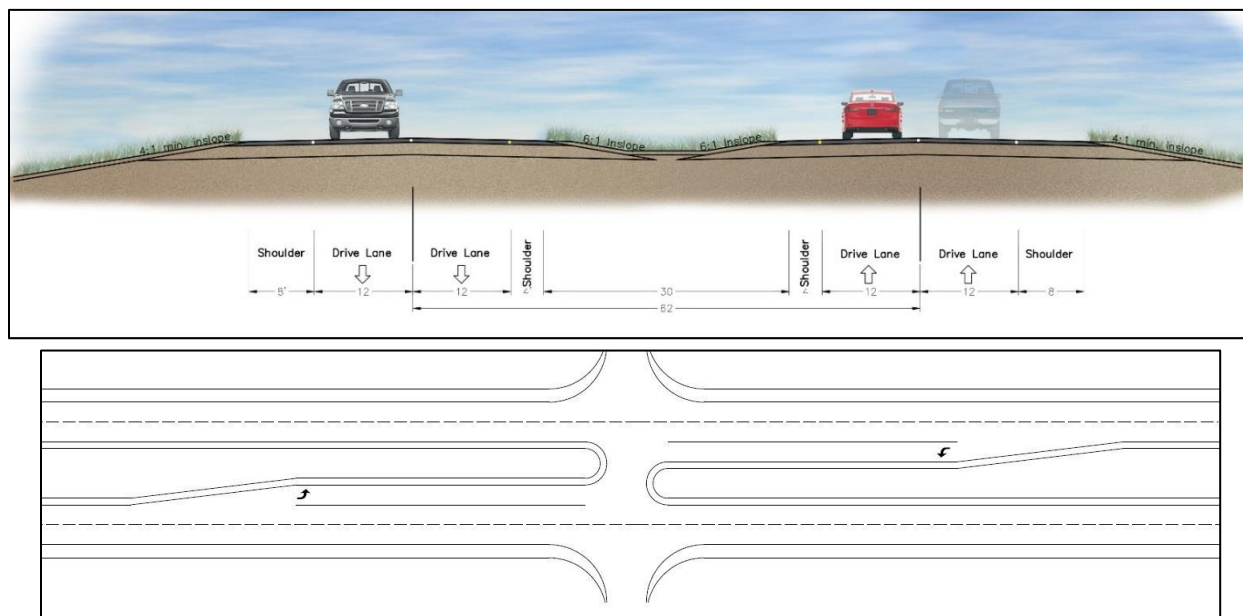 4:1 min. inslope
6:1 Inslope
6:1 Inslope
4:1 min. inslope
Shoulder Drive Lane Drive Lane Shoulder Shoulder Drive Lane Drive Lane Shoulder
12 12 30 12 12 8
62